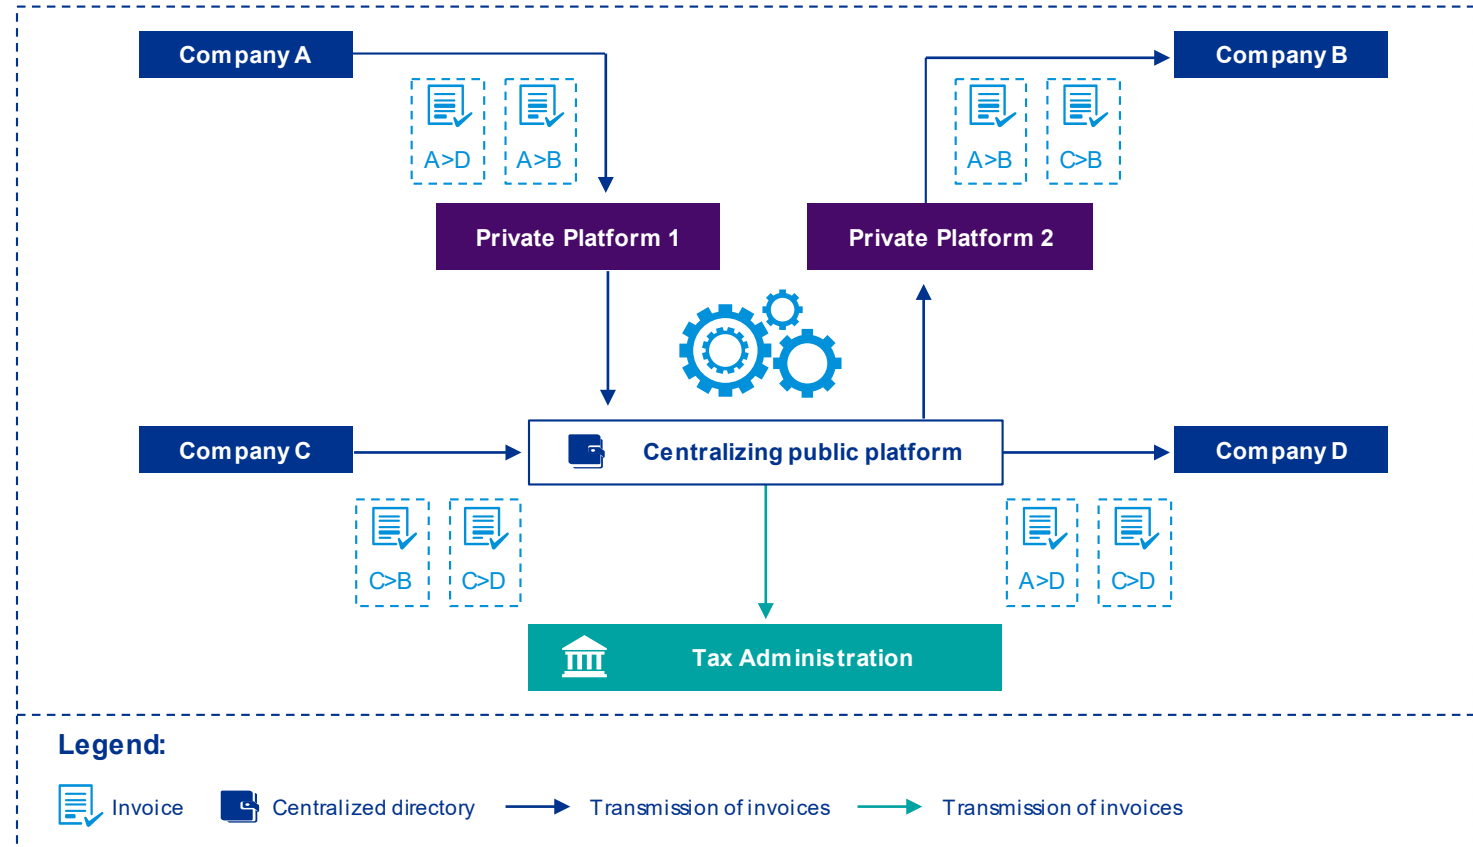 Company A
Company B
A>D
A>B
A>B
C>B
Private Platform 1
Private Platform 2
Company C
Centralizing public platform
Company D
C>B
C>D
A>D
C>D
Tax Administration
Legend:
Invoice
Centralized directory
Transmission of invoices
Transmission of invoices